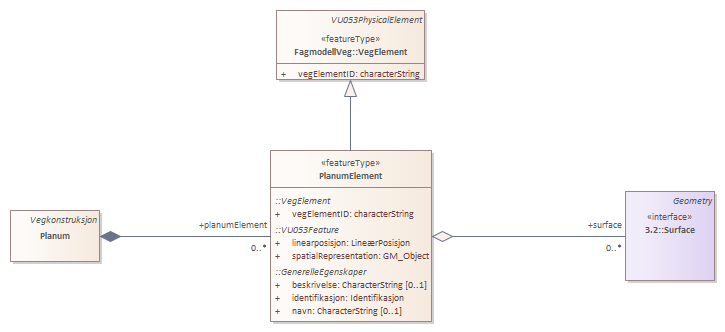 VU053PhysicalElement
«featureType»
FagmodellVeg::VegElement
+ vegElementID: characterString
«featureType»
PlanumElement
::VegElement
+ vegElementID: characterString
::VU053Feature
+ linearposisjon: LineærPosisjon
+ spatialRepresentation: GM_Object
::GenerelleEgenskaper
+ beskrivelse: CharacterString [0..1]
+ identifikasjon: Identifikasjon
+ navn: CharacterString [0..1]
Vegkonstruksjon
Planum
+planumElement
0..*
+surface
0..*
Geometry
«interface»
3.2::Surface